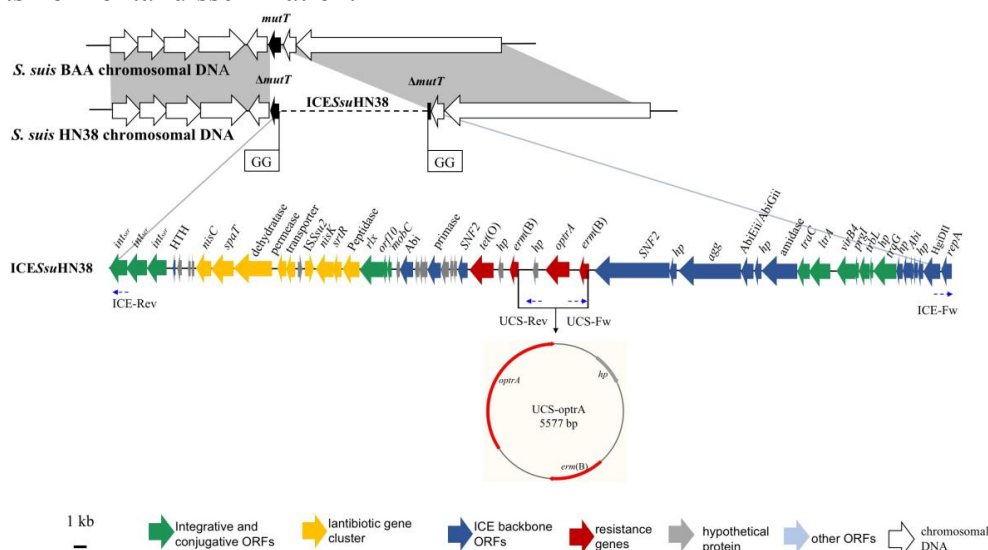 mutT
S. suis BAA chromosomal DNA
ΔmutT
ICESsuHN38
ΔmutT
S. suis HN38 chromosomal DNA
GG
GG
HTH
nisC
spaT
dehydratase
permease
transporter
ISSsu2
nisK
srtR
Peptidase
rlx
orf10
mobC
Abi
primase
SNF2
tet(O)
hp
erm(B)
hp
optrA
erm(B)
SNF2
hp
ags
AbiEii/AbiGii
hp
amidase
traC
ltrA
virB4
prgI
trbL
hp
traG
hp
Abi
hp
repA
ICESsuHN38
ICE-Rev
UCS-Rev
UCS-Fw
ICE-Fw
optrA
hp
UCS-optrA
5577 bp
erm(B)
1 kb
Integrative and
conjugative ORFs
lantibiotic gene
cluster
ICE backbone
ORFs
resistance
genes
hypothetical
protein
other ORFs
chromosomal
DNA